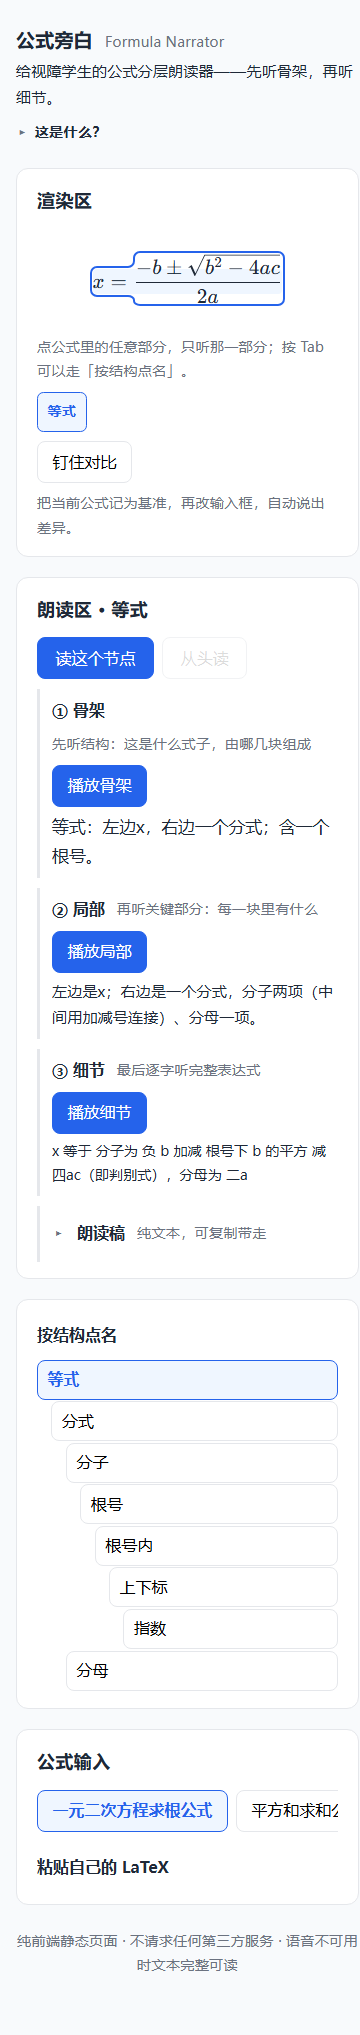 公式旁白 Formula Narrator
给视障学生的公式分层朗读器——先听骨架，再听
细节。
▸ 这是什么？
渲染区
x = \frac{-b ± \sqrt{b^2 − 4ac}}{2a}
点公式里的任意部分，只听那一部分；按 Tab
可以走「按结构点名」。
等式
钉住对比
把当前公式记为基准，再改输入框，自动说出
差异。
朗读区 · 等式
读这个节点 从头读
① 骨架
先听结构：这是什么式子，由哪几块组成
播放骨架
等式：左边x，右边一个分式；含一个
根号。
② 局部 再听关键部分：每一块里有什么
播放局部
左边是x；右边是一个分式，分子两项（中
间用加减号连接）、分母一项。
③ 细节 最后逐字听完整表达式
播放细节
x 等于 分子为 负 b 加减 根号下 b 的平方 减
四ac（即判别式），分母为 二a
▸ 朗读稿 纯文本，可复制带走
按结构点名
等式
分式
分子
根号
根号内
上下标
指数
分母
公式输入
一元二次方程求根公式 平方和求和
粘贴自己的 LaTeX
纯前端静态页面 · 不请求任何第三方服务 · 语音不可用
时文本完整可读